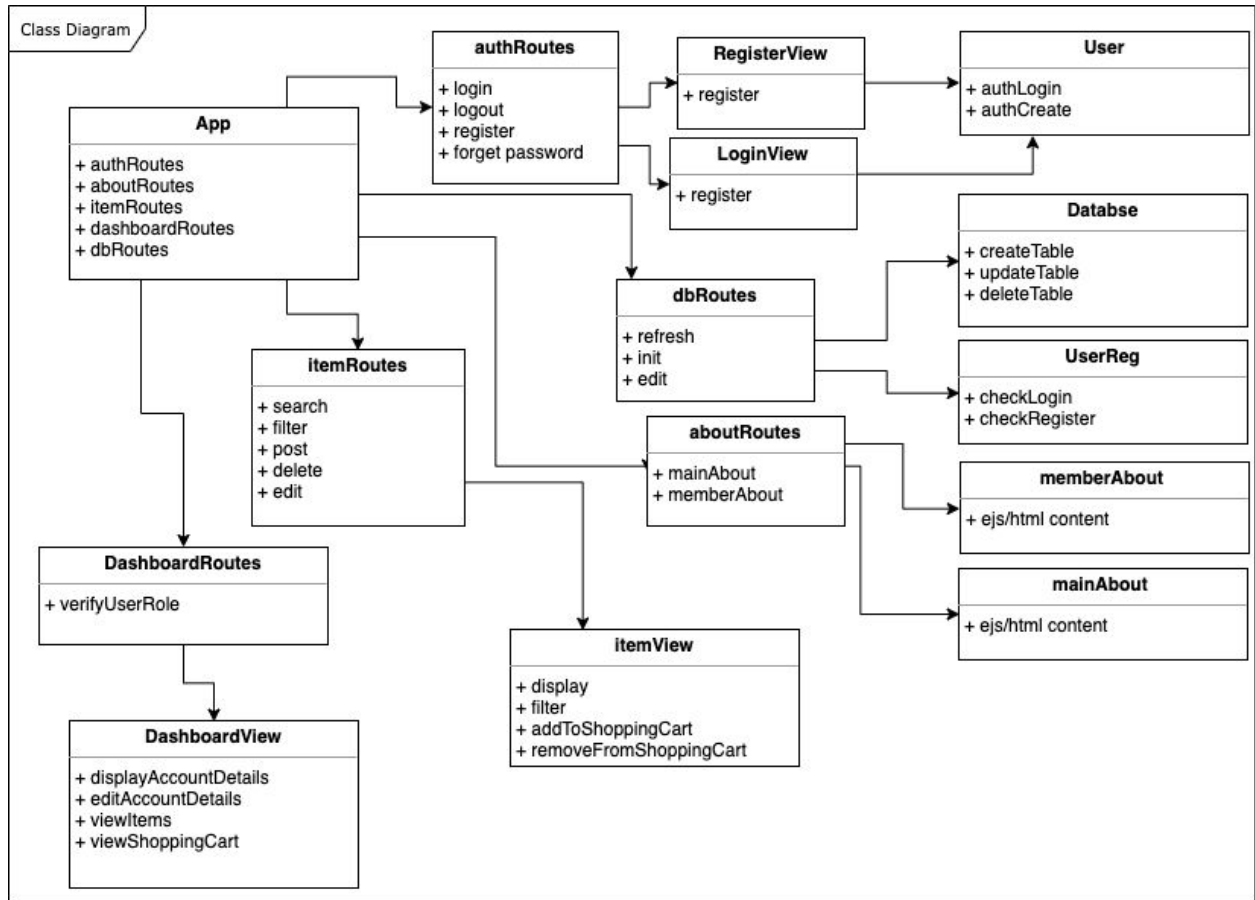 Class Diagram
authRoutes
+ login
+ logout
+ register
+ forget password
RegisterView
+ register
User
+ authLogin
+ authCreate
App
+ authRoutes
+ aboutRoutes
+ itemRoutes
+ dashboardRoutes
+ dbRoutes
LoginView
+ register
Databse
+ createTable
+ updateTable
+ deleteTable
dbRoutes
+ refresh
+ init
+ edit
UserReg
+ checkLogin
+ checkRegister
itemRoutes
+ search
+ filter
+ post
+ delete
+ edit
aboutRoutes
+ mainAbout
+ memberAbout
memberAbout
+ ejs/html content
DashboardRoutes
+ verifyUserRole
mainAbout
+ ejs/html content
itemView
+ display
+ filter
+ addToShoppingCart
+ removeFromShoppingCart
DashboardView
+ displayAccountDetails
+ editAccountDetails
+ viewItems
+ viewShoppingCart